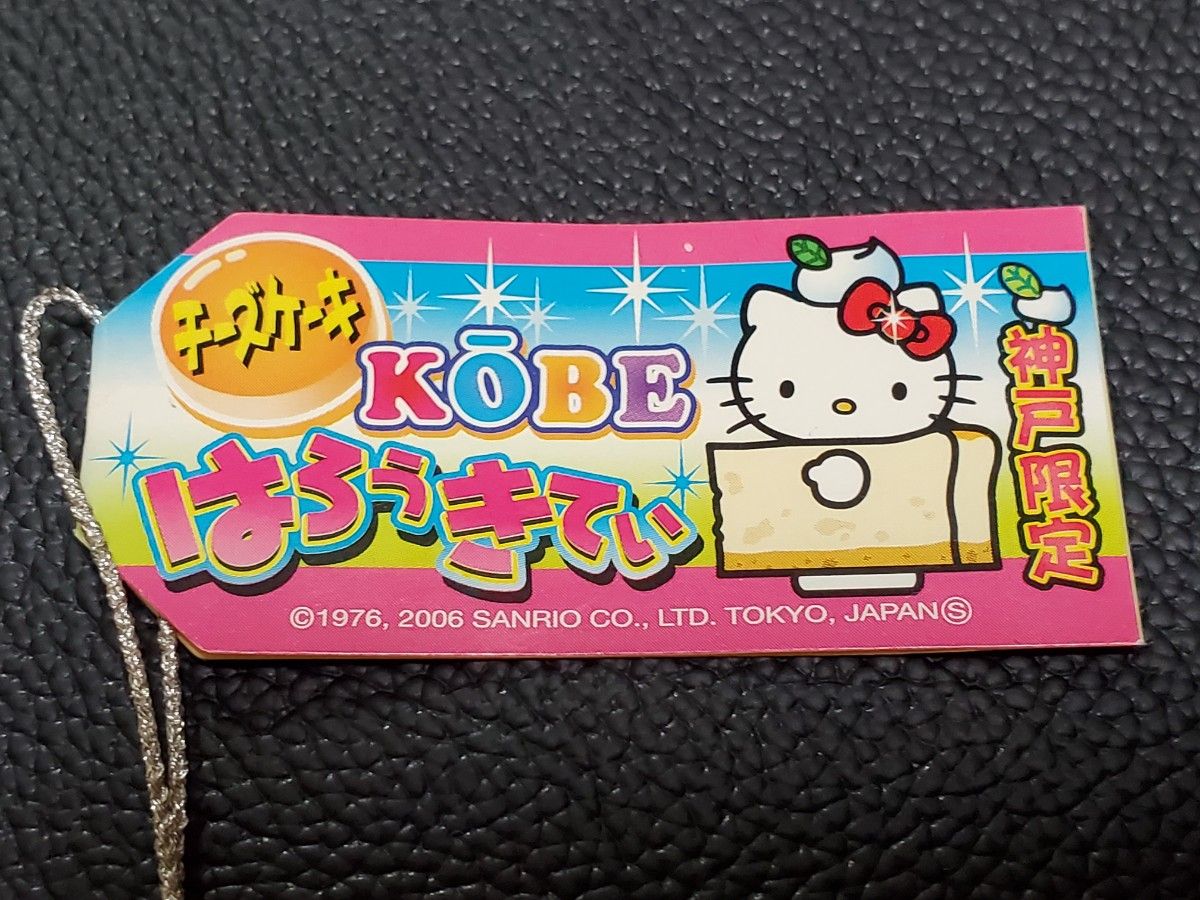 チーズケーキ
KŌBE
はろうきてぃ
神戸限定
©1976, 2006 SANRIO CO., LTD. TOKYO, JAPAN Ⓢ